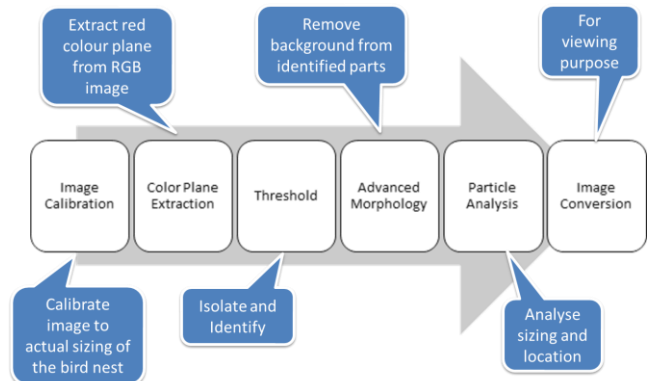 Extract red
colour plane
from RGB
image
Remove
background from
identified parts
For
viewing
purpose
Image
Calibration
Color Plane
Extraction
Threshold
Advanced
Morphology
Particle
Analysis
Image
Conversion
Calibrate
image to
actual sizing of
the bird nest
Isolate and
Identify
Analyse
sizing and
location